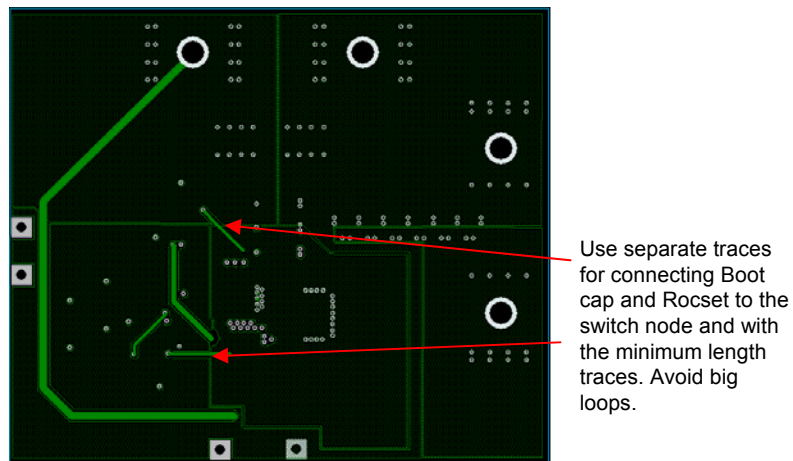 Use separate traces
for connecting Boot
cap and Rocset to the
switch node and with
the minimum length
traces. Avoid big
loops.